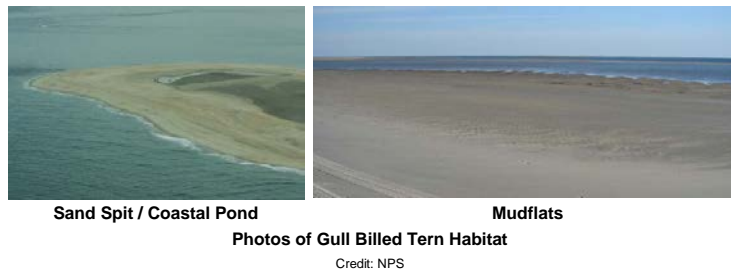 Sand Spit / Coastal Pond
Mudflats
Photos of Gull Billed Tern Habitat
Credit: NPS